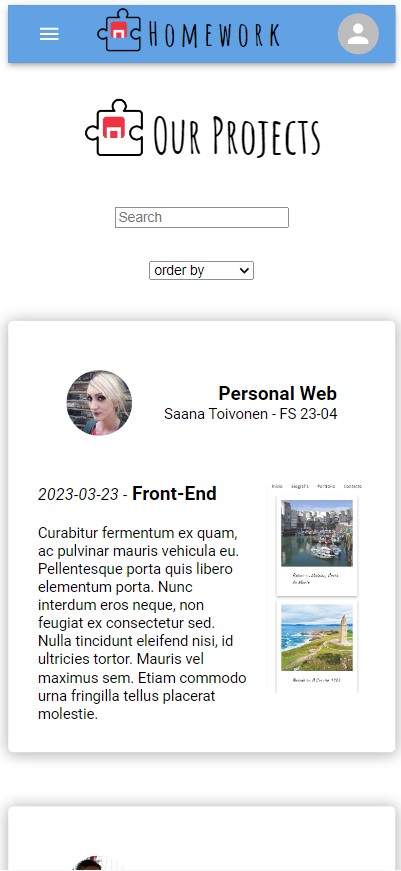 Homework
Our Projects
Search
order by
Personal Web
Saana Toivonen - FS 23-04
2023-03-23 - Front-End
Inicio Biografía Portfolio Contacto
Curabitur fermentum ex quam,
ac pulvinar mauris vehicula eu.
Pellentesque porta quis libero
elementum porta. Nunc
interdum eros neque, non
feugiat ex consectetur sed.
Nulla tincidunt eleifend nisi, id
ultricies tortor. Mauris vel
maximus sem. Etiam commodo
urna fringilla tellus placerat
molestie.